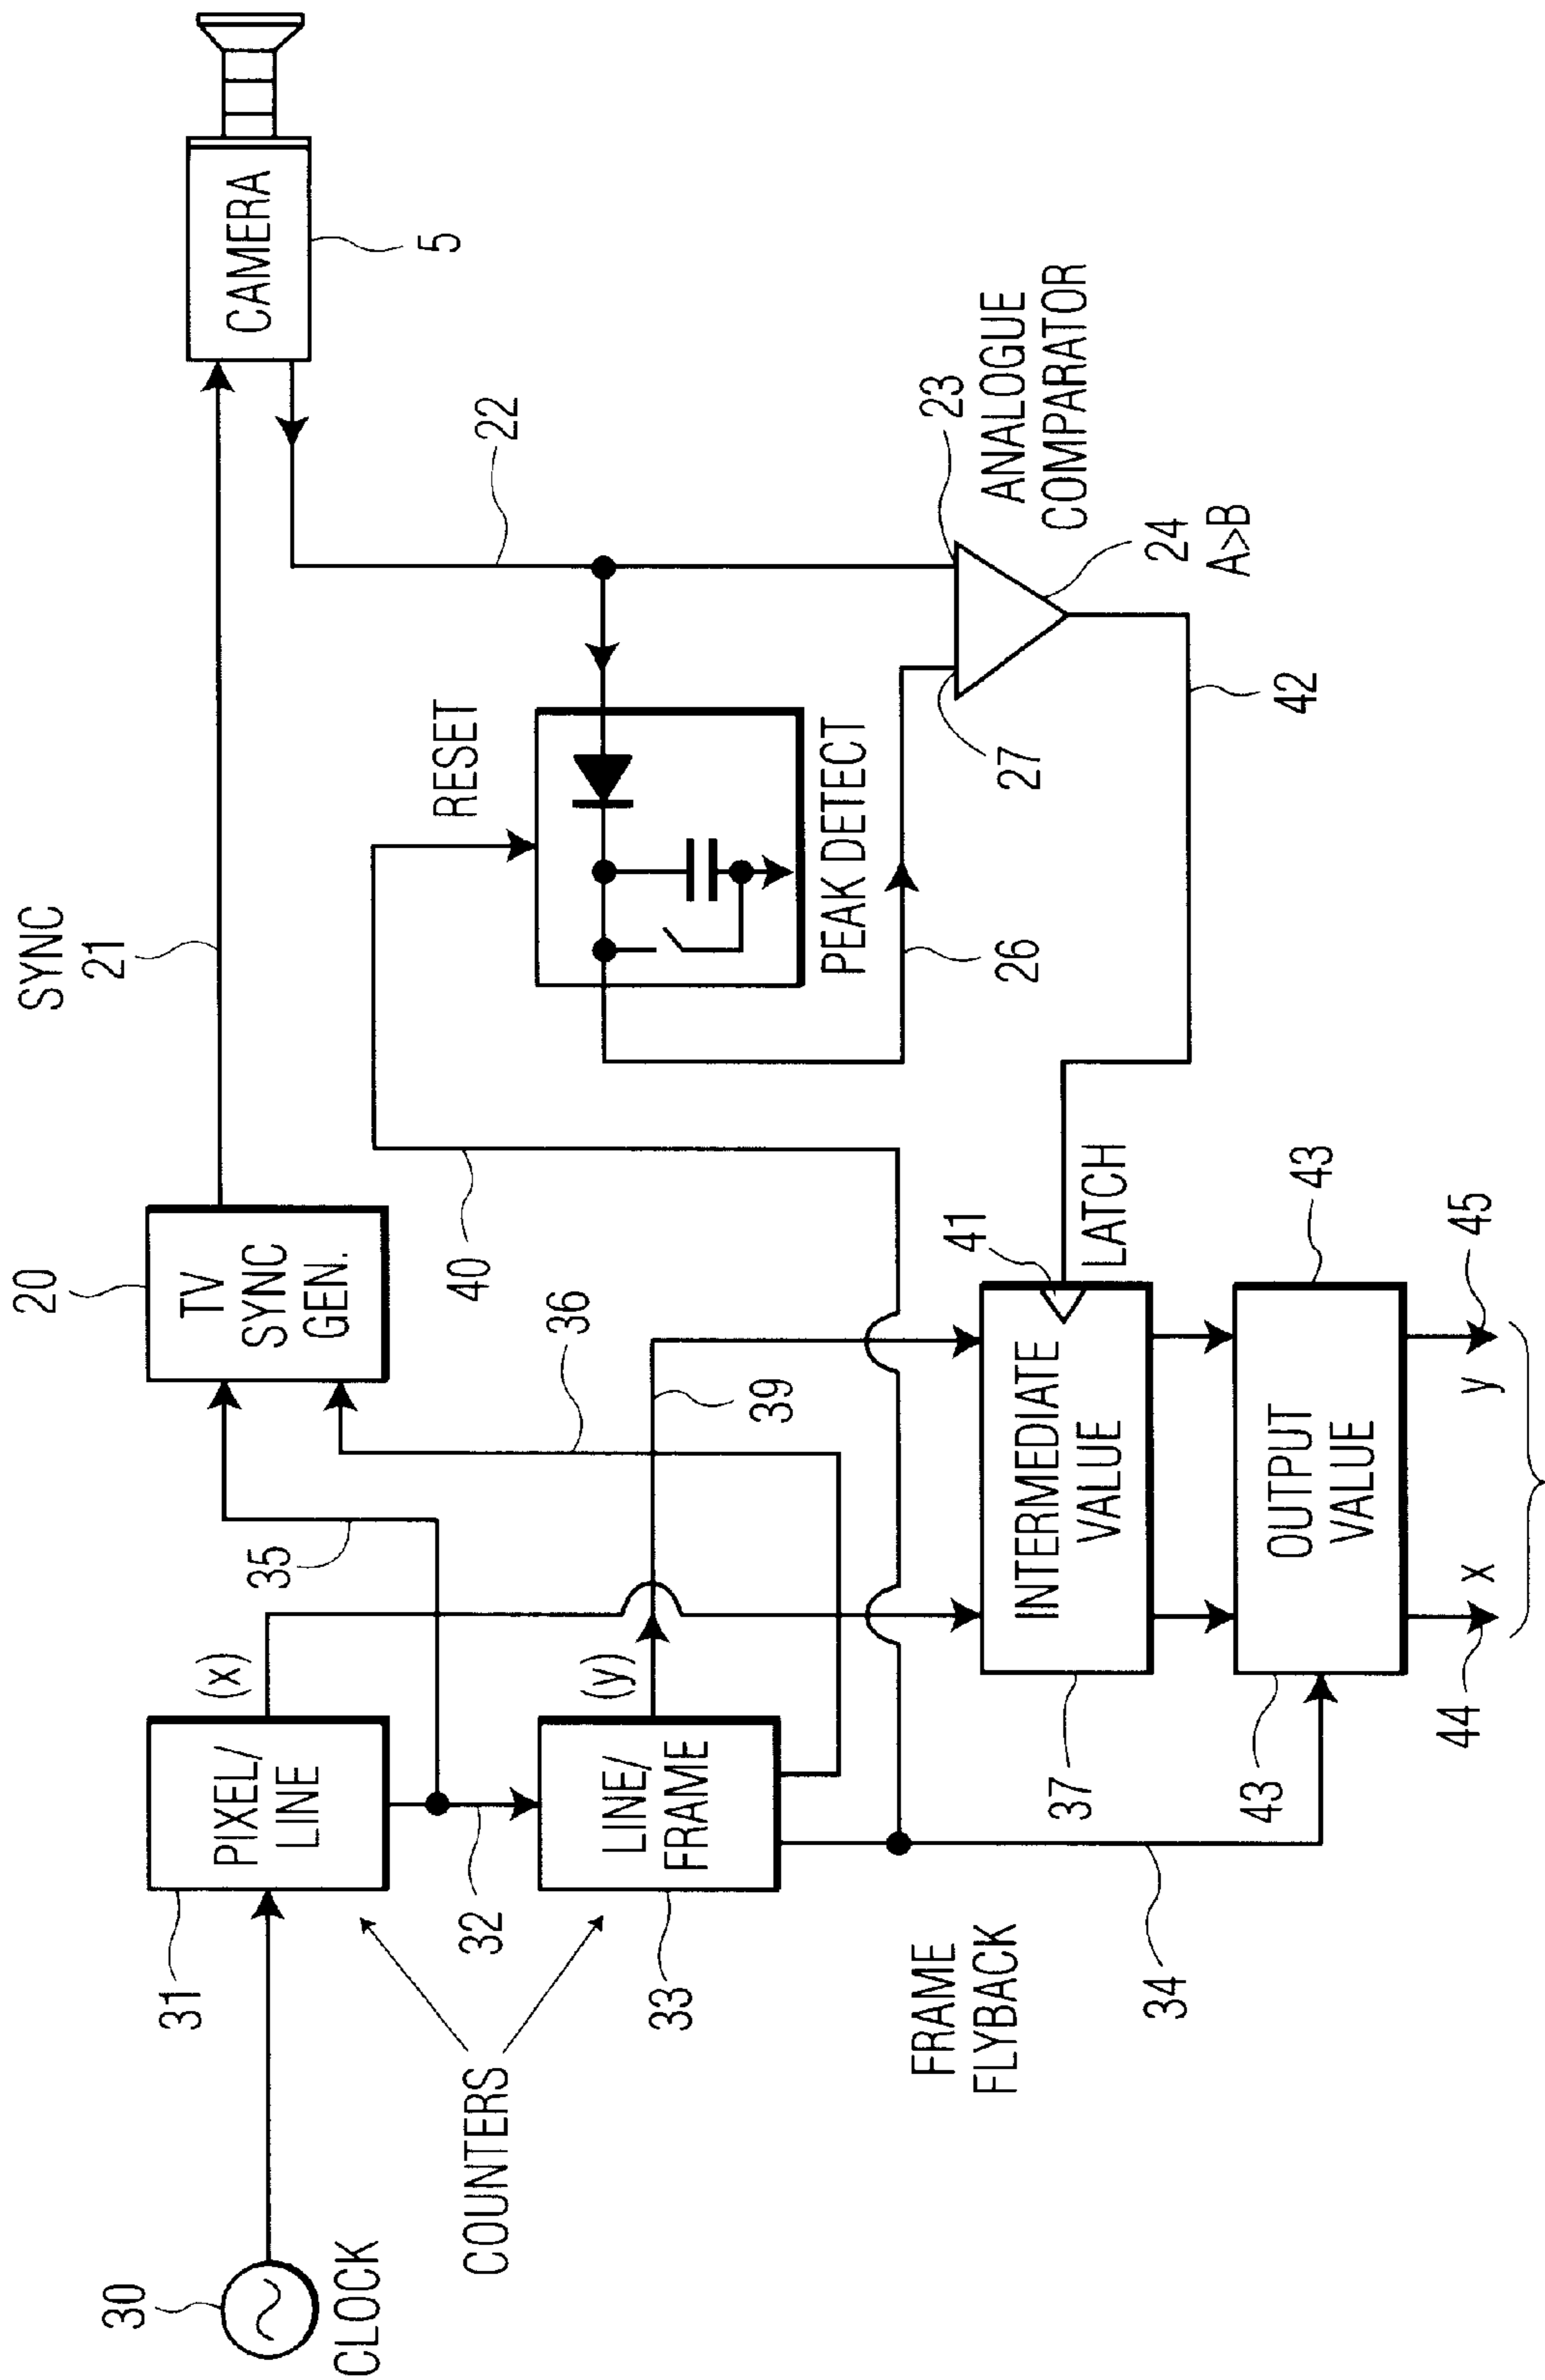 30
CLOCK
31
PIXEL/
LINE
(x)
COUNTERS
32
33
LINE/
FRAME
(y)
35
36
39
20
TV
SYNC
GEN.
SYNC
21
CAMERA
5
22
RESET
PEAK DETECT
40
26
27
23
ANALOGUE
COMPARATOR
24
A>B
42
FRAME
FLYBACK
34
37
INTERMEDIATE
VALUE
41
LATCH
43
OUTPUT
VALUE
43
44
x
y
45